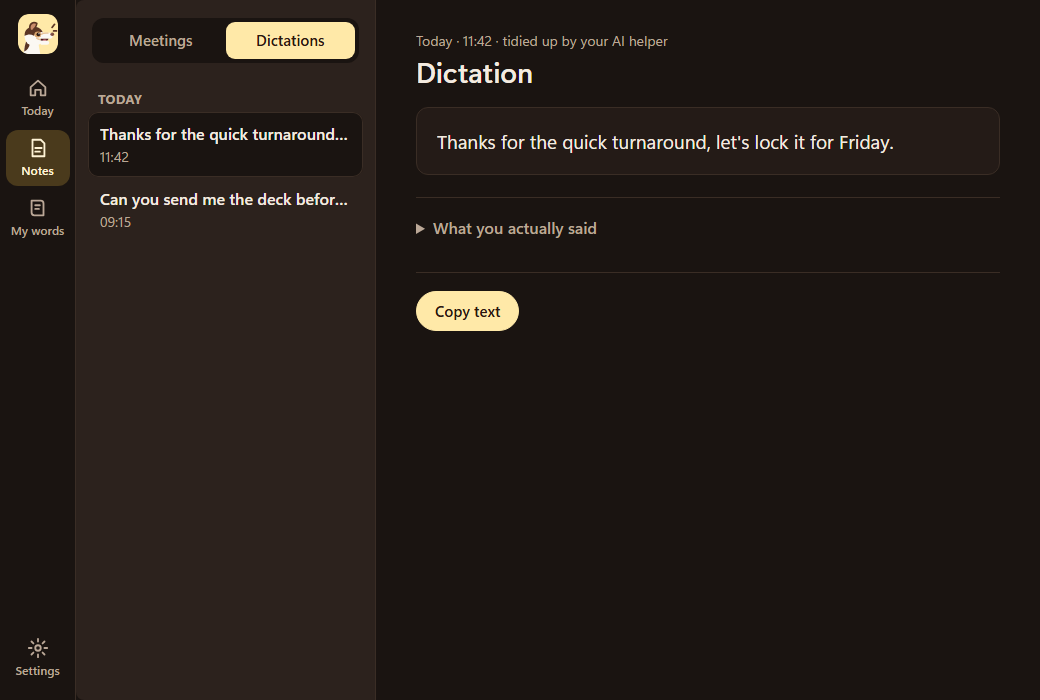 Today
Notes
My words
Settings
Meetings
Dictations
TODAY
Thanks for the quick turnaround...
11:42
Can you send me the deck befor...
09:15
Today · 11:42 · tidied up by your AI helper
Dictation
Thanks for the quick turnaround, let's lock it for Friday.
What you actually said
Copy text